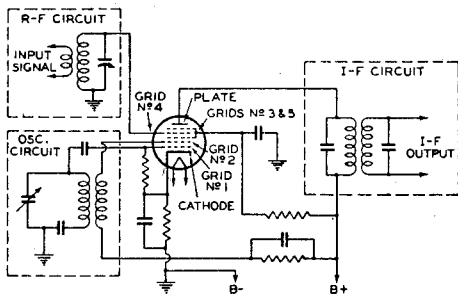 R-F CIRCUIT
INPUT
SIGNAL
GRID
Nº4
PLATE
GRIDS Nº 3&5
GRID
Nº2
GRID
Nº1
CATHODE
OSC.
CIRCUIT
I-F CIRCUIT
I-F
OUTPUT
B-
B+